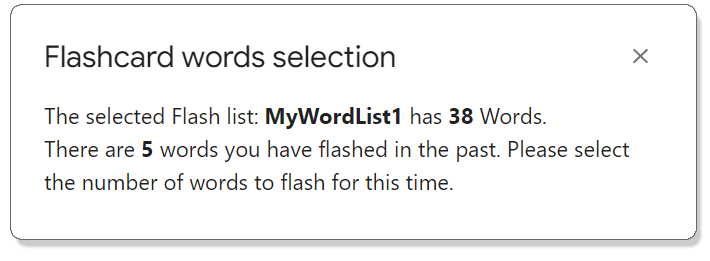 Flashcard words selection
The selected Flash list: MyWordList1 has 38 Words.
There are 5 words you have flashed in the past. Please select
the number of words to flash for this time.